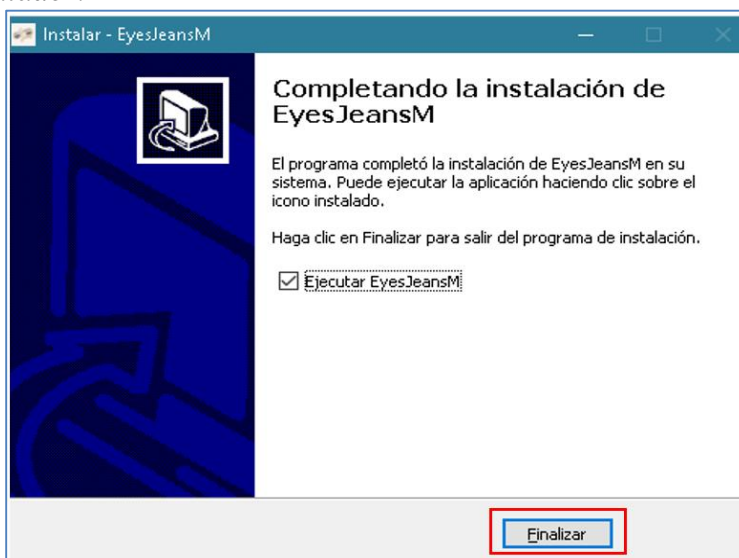 Instalar - EyesJeansM
Completando la instalación de
EyesJeansM
El programa completó la instalación de EyesJeansM en su
sistema. Puede ejecutar la aplicación haciendo clic sobre el
icono instalado.
Haga clic en Finalizar para salir del programa de instalación.
Ejecutar EyesJeansM
Finalizar